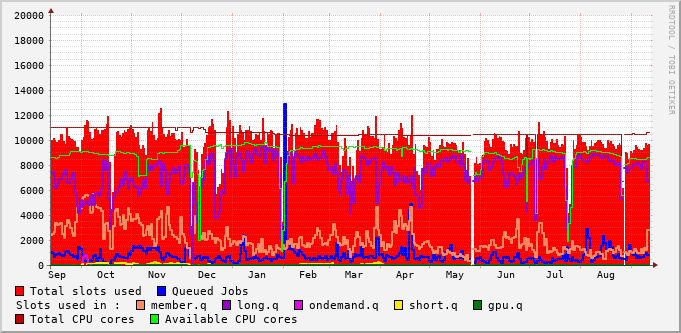 RRDTOOL / TOBI OETIKER
20000
18000
16000
14000
12000
10000
8000
6000
4000
2000
0
Sep Oct Nov Dec Jan Feb Mar Apr May Jun Jul Aug
Total slots used Queued Jobs
Slots used in : member.q long.q ondemand.q short.q gpu.q
Total CPU cores Available CPU cores